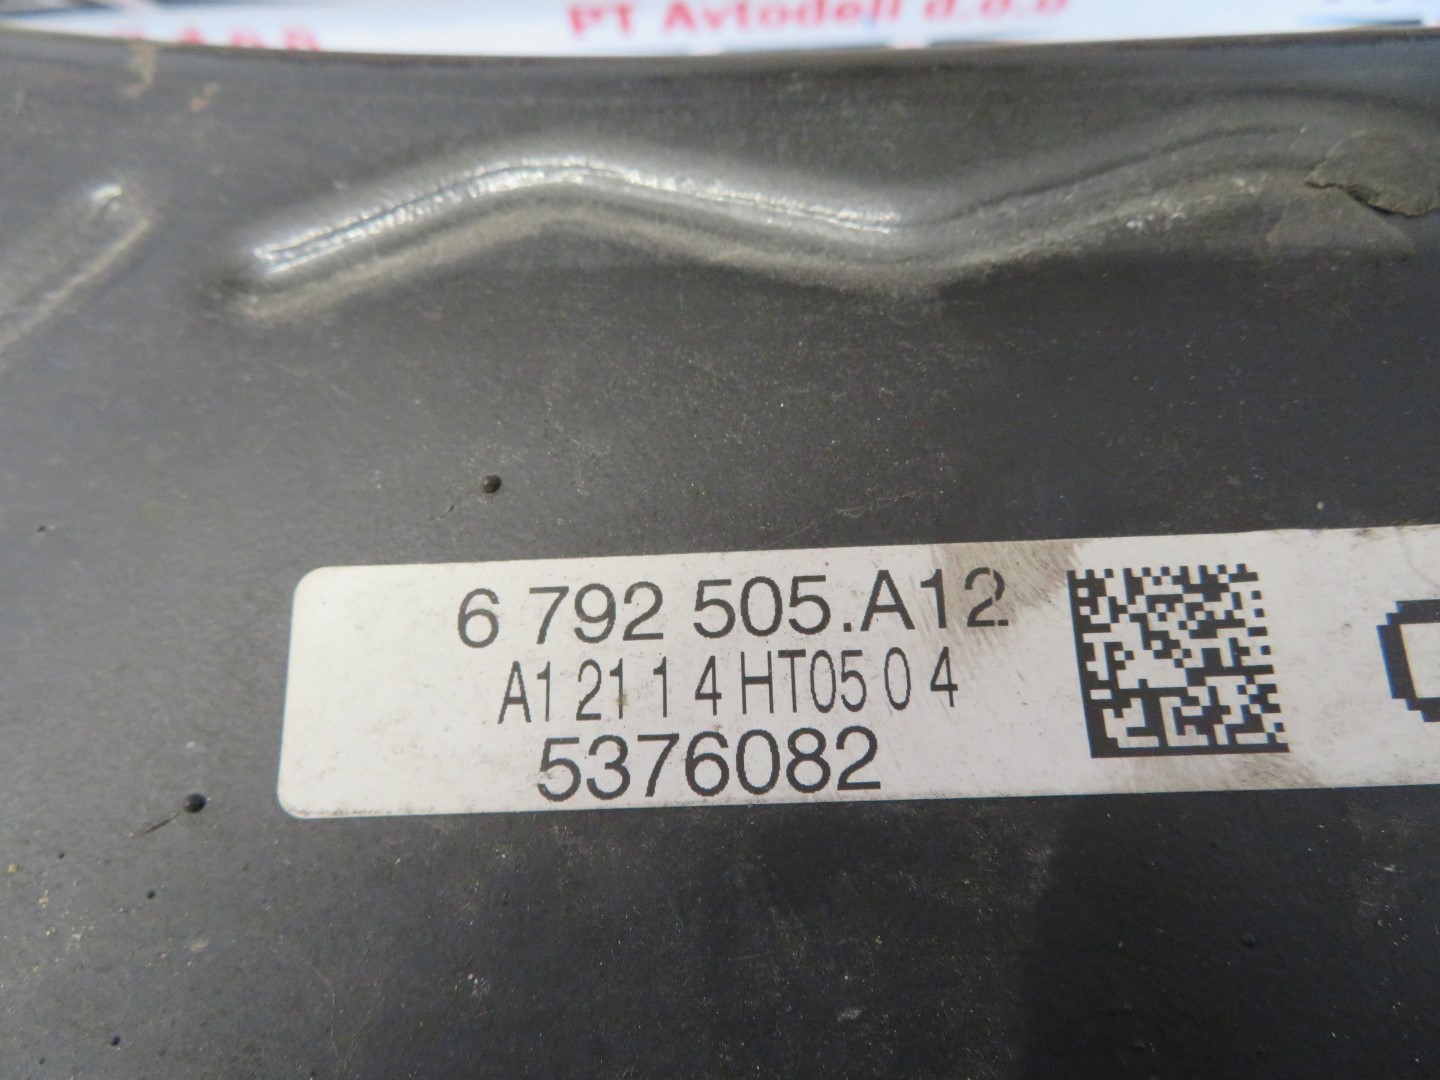 PT Avtodeli d.o.o
6 792 505.A12
A1 21 1 4 HT05 0 4
5376082